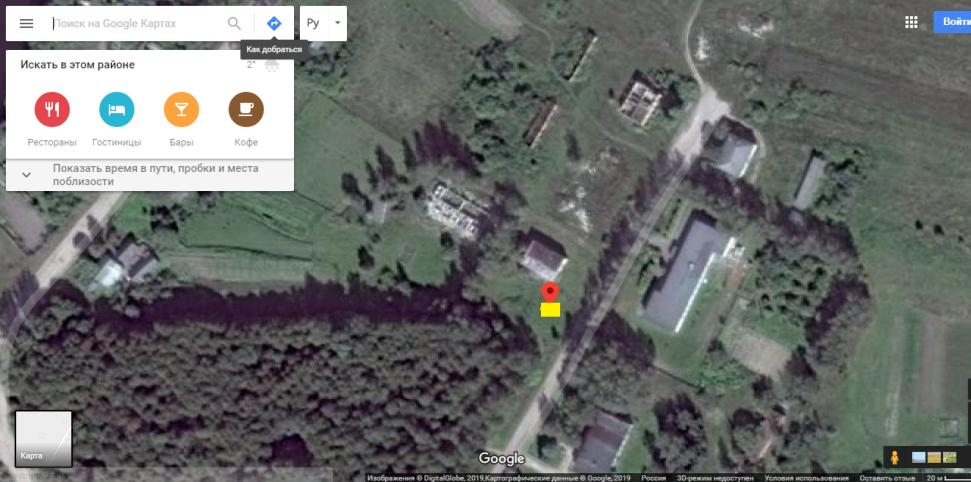 Поиск на Google Картах
Ру
Войти
Как добраться
Искать в этом районе
2°
Рестораны Гостиницы Бары Кофе
Показать время в пути, пробки и места
поблизости
Карта
Google
Изображения © DigitalGlobe, 2019,Картографические данные © Google, 2019 Россия 3D-режим недоступен Условия использования Оставить отзыв 20 м